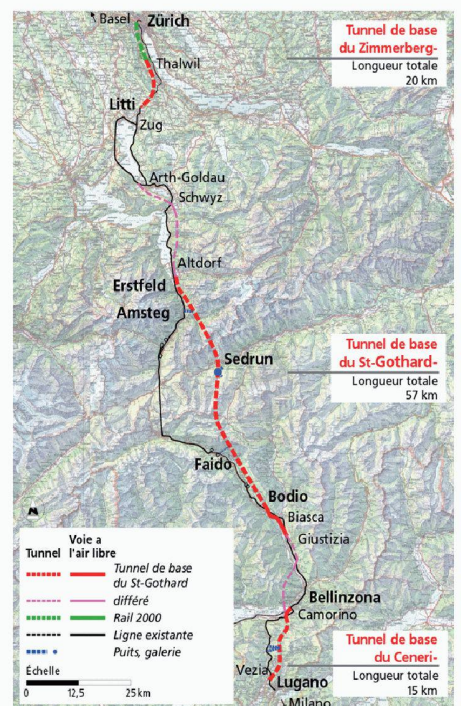 Basel
Zürich
Tunnel de base
du Zimmerberg-
Longueur totale
20 km
Thalwil
Litti
Zug
Arth-Goldau
Schwyz
Altdorf
Erstfeld
Amsteg
Tunnel de base
du St-Gothard-
Longueur totale
57 km
Sedrun
Faido
Bodio
Biasca
Giustizia
Bellinzona
Camorino
Tunnel de base
du Ceneri-
Longueur totale
15 km
Vezia
Lugano
Milano
Tunnel
Voie a
l'air libre
Tunnel de base
du St-Gothard
différé
Rail 2000
Ligne existante
Puits, galerie
Échelle
0 12,5 25 km